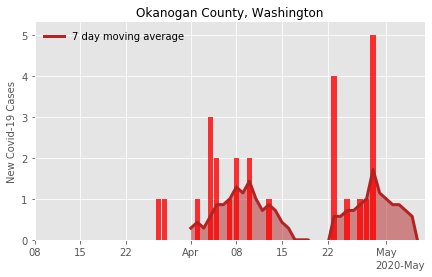 Okanogan County, Washington
7 day moving average
New Covid-19 Cases
5
4
3
2
1
0
08 15 22 Apr 08 15 22 May
2020-May